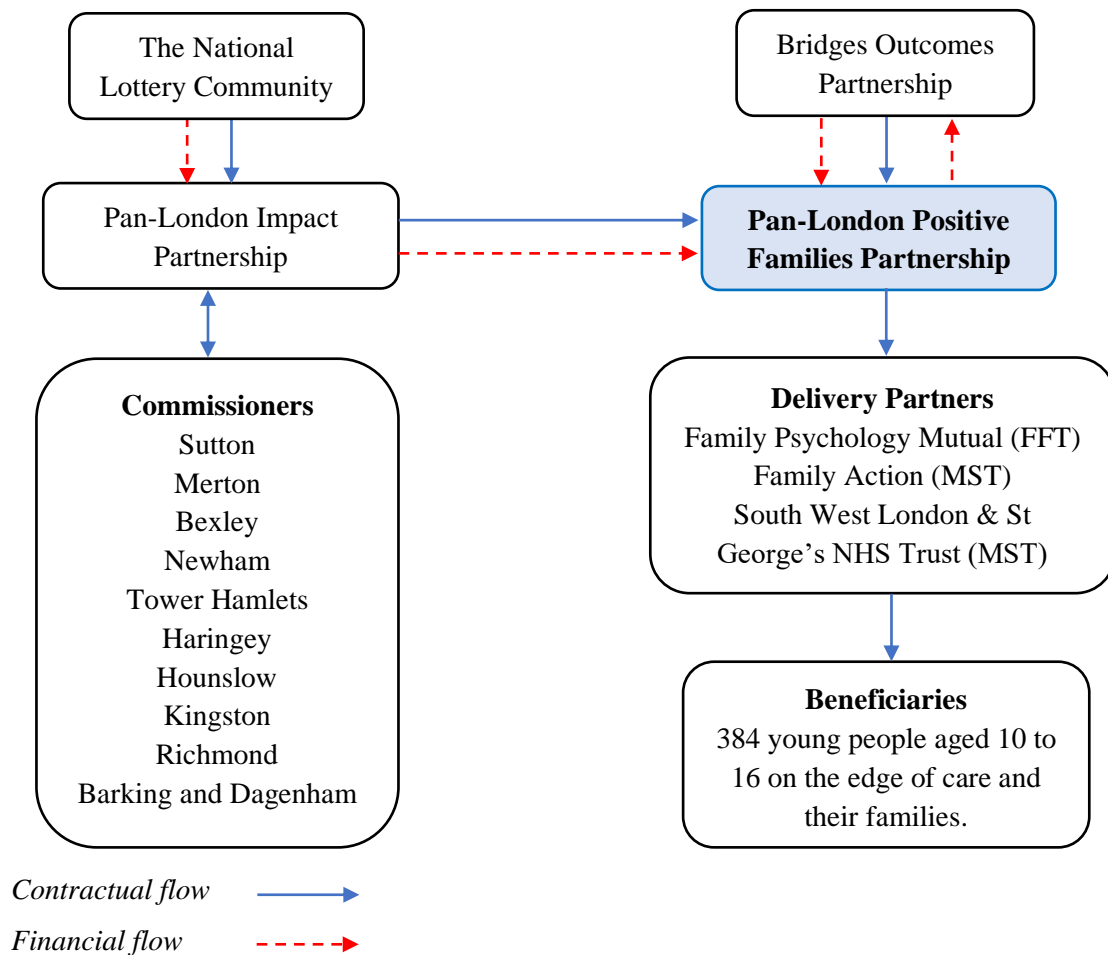 The National
Lottery Community
Bridges Outcomes
Partnership
Pan-London Impact
Partnership
Pan-London Positive
Families Partnership
Commissioners
Sutton
Merton
Bexley
Newham
Tower Hamlets
Haringey
Hounslow
Kingston
Richmond
Barking and Dagenham
Delivery Partners
Family Psychology Mutual (FFT)
Family Action (MST)
South West London & St
George’s NHS Trust (MST)
Beneficiaries
384 young people aged 10 to
16 on the edge of care and
their families.
Contractual flow
Financial flow